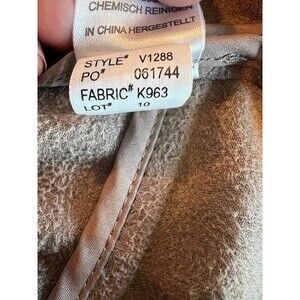 CHEMISCH REINIGEN
IN CHINA HERGESTELLT
STYLE# V1288
PO# 061744
FABRIC# K963
LOT# 10